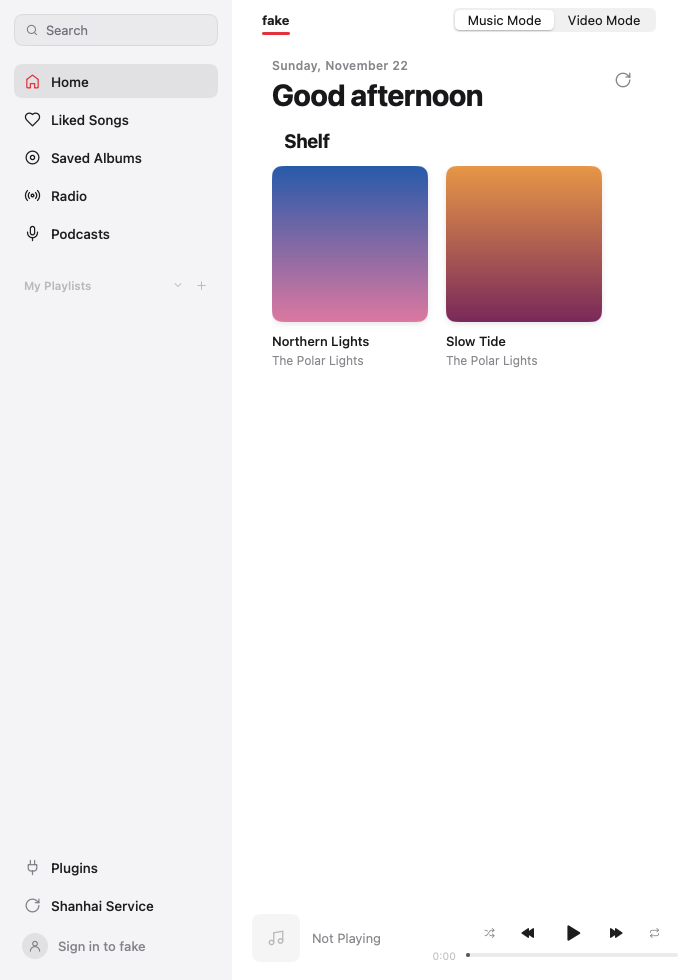 Search
Home
Liked Songs
Saved Albums
Radio
Podcasts
My Playlists
Plugins
Shanhai Service
Sign in to fake
fake
Music Mode
Video Mode
Sunday, November 22
Good afternoon
Shelf
Northern Lights
The Polar Lights
Slow Tide
The Polar Lights
Not Playing
0:00